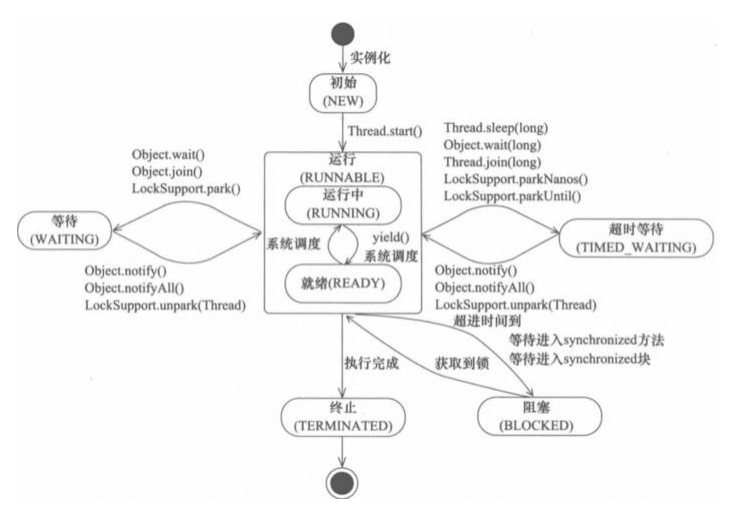 实例化
初始
(NEW)
Thread.start()
Object.wait()
Object.join()
LockSupport.park()
等待
(WAITING)
Object.notify()
Object.notifyAll()
LockSupport.unpark(Thread)
运行
(RUNNABLE)
运行中
(RUNNING)
系统调度
yield()
系统调度
就绪(READY)
Thread.sleep(long)
Object.wait(long)
Thread.join(long)
LockSupport.parkNanos()
LockSupport.parkUntil()
超时等待
(TIMED_WAITING)
Object.notify()
Object.notifyAll()
LockSupport.unpark(Thread)
超进时间到
等待进入synchronized方法
等待进入synchronized块
获取到锁
阻塞
(BLOCKED)
执行完成
终止
(TERMINATED)